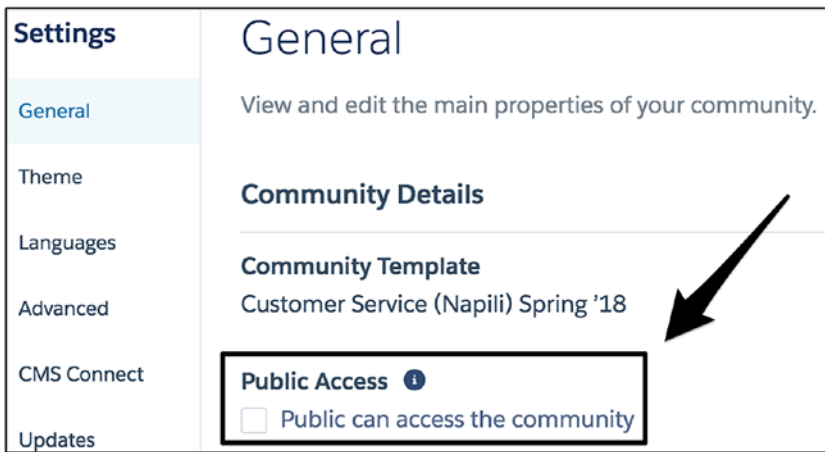 Settings
General
Theme
Languages
Advanced
CMS Connect
Updates
General
View and edit the main properties of your community.
Community Details
Community Template
Customer Service (Napili) Spring '18
Public Access
Public can access the community